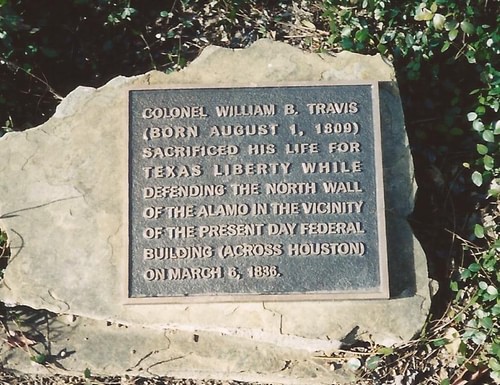 COLONEL WILLIAM B. TRAVIS
(BORN AUGUST 1, 1809)
SACRIFICED HIS LIFE FOR
TEXAS LIBERTY WHILE
DEFENDING THE NORTH WALL
OF THE ALAMO IN THE VICINITY
OF THE PRESENT DAY FEDERAL
BUILDING (ACROSS HOUSTON)
ON MARCH 6, 1836.